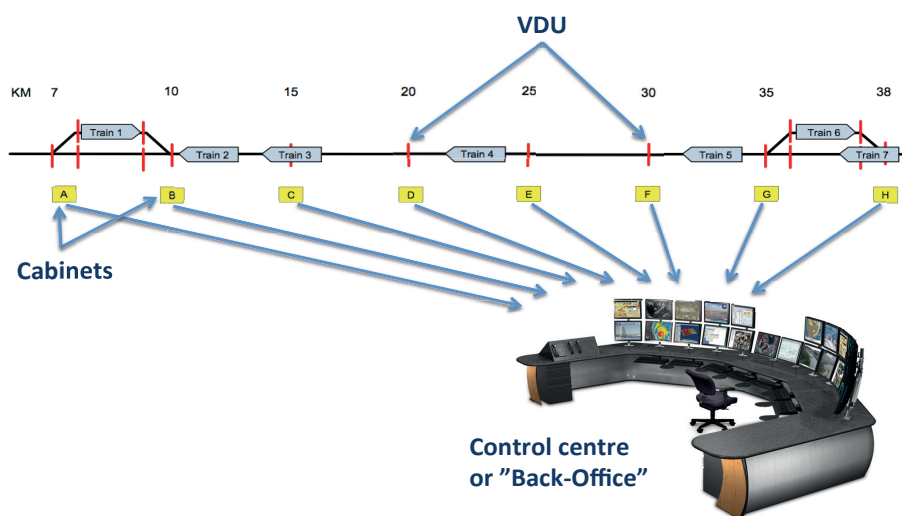 VDU
KM 7 10 15 20 25 30 35 38
Train 1 Train 6
Train 2 Train 3 Train 4 Train 5 Train 7
A B C D E F G H
Cabinets
Control centre
or ”Back-Office”